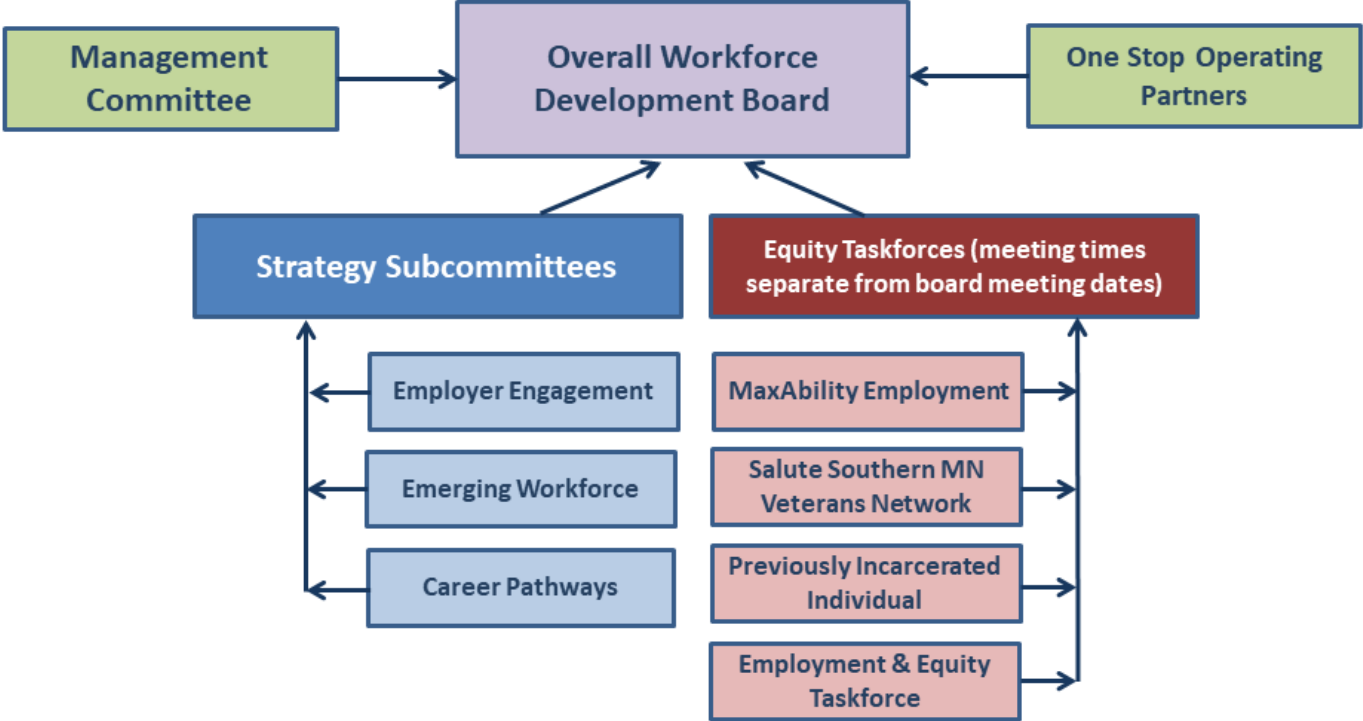 Management
Committee
Overall Workforce
Development Board
One Stop Operating
Partners
Strategy Subcommittees
Equity Taskforces (meeting times
separate from board meeting dates)
Employer Engagement
Emerging Workforce
Career Pathways
MaxAbility Employment
Salute Southern MN
Veterans Network
Previously Incarcerated
Individual
Employment & Equity
Taskforce